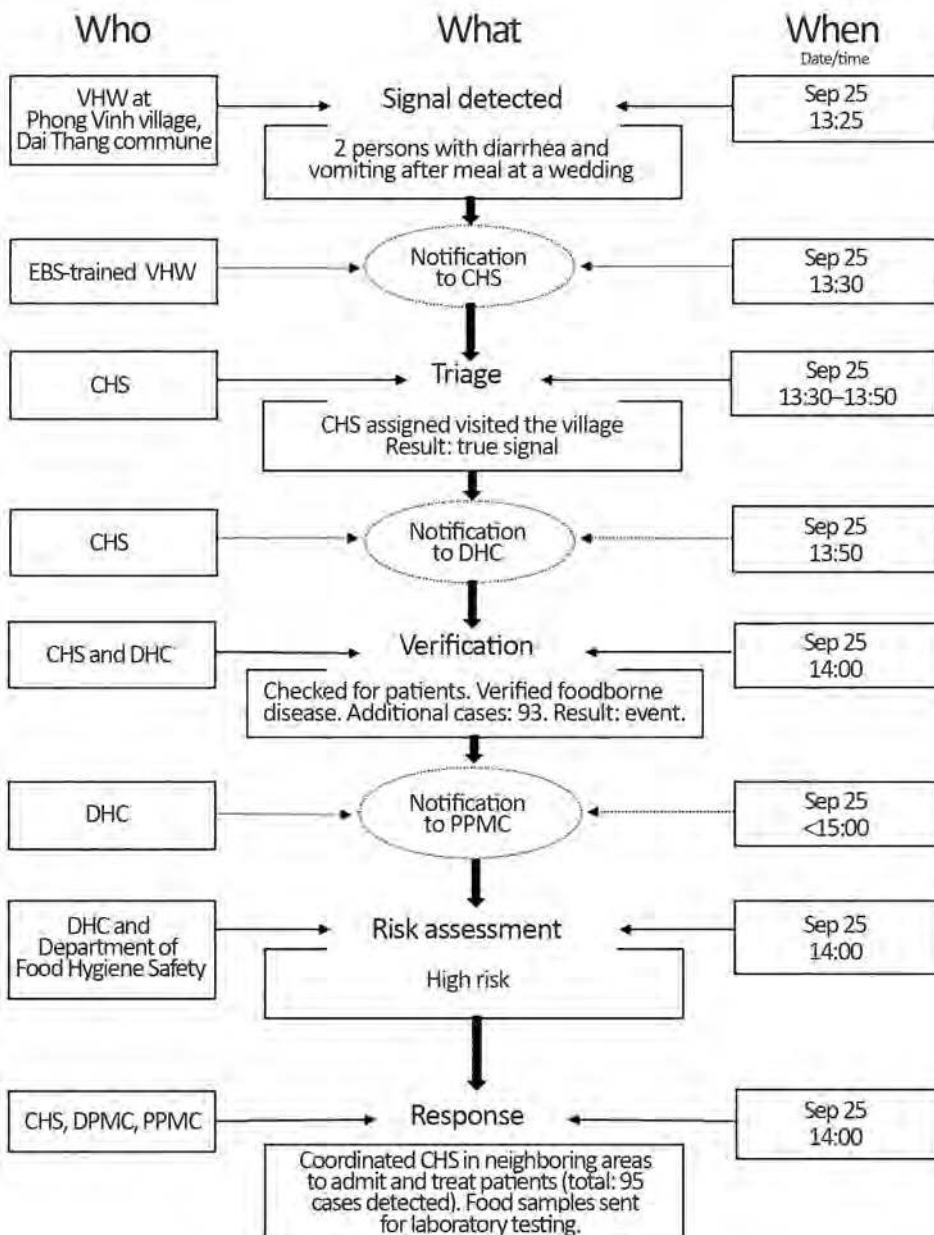 Who
What
When
Date/time
VHW at
Phong Vinh village,
Dai Thang commune
Signal detected
2 persons with diarrhea and
vomiting after meal at a wedding
Sep 25
13:25
EBS-trained VHW
Notification
to CHS
Sep 25
13:30
CHS
Triage
CHS assigned visited the village
Result: true signal
Sep 25
13:30–13:50
CHS
Notification
to DHC
Sep 25
13:50
CHS and DHC
Verification
Checked for patients. Verified foodborne
disease. Additional cases: 93. Result: event.
Sep 25
14:00
DHC
Notification
to PPMC
Sep 25
<15:00
DHC and
Department of
Food Hygiene Safety
Risk assessment
High risk
Sep 25
14:00
CHS, DPMC, PPMC
Response
Coordinated CHS in neighboring areas
to admit and treat patients (total: 95
cases detected). Food samples sent
for laboratory testing.
Sep 25
14:00